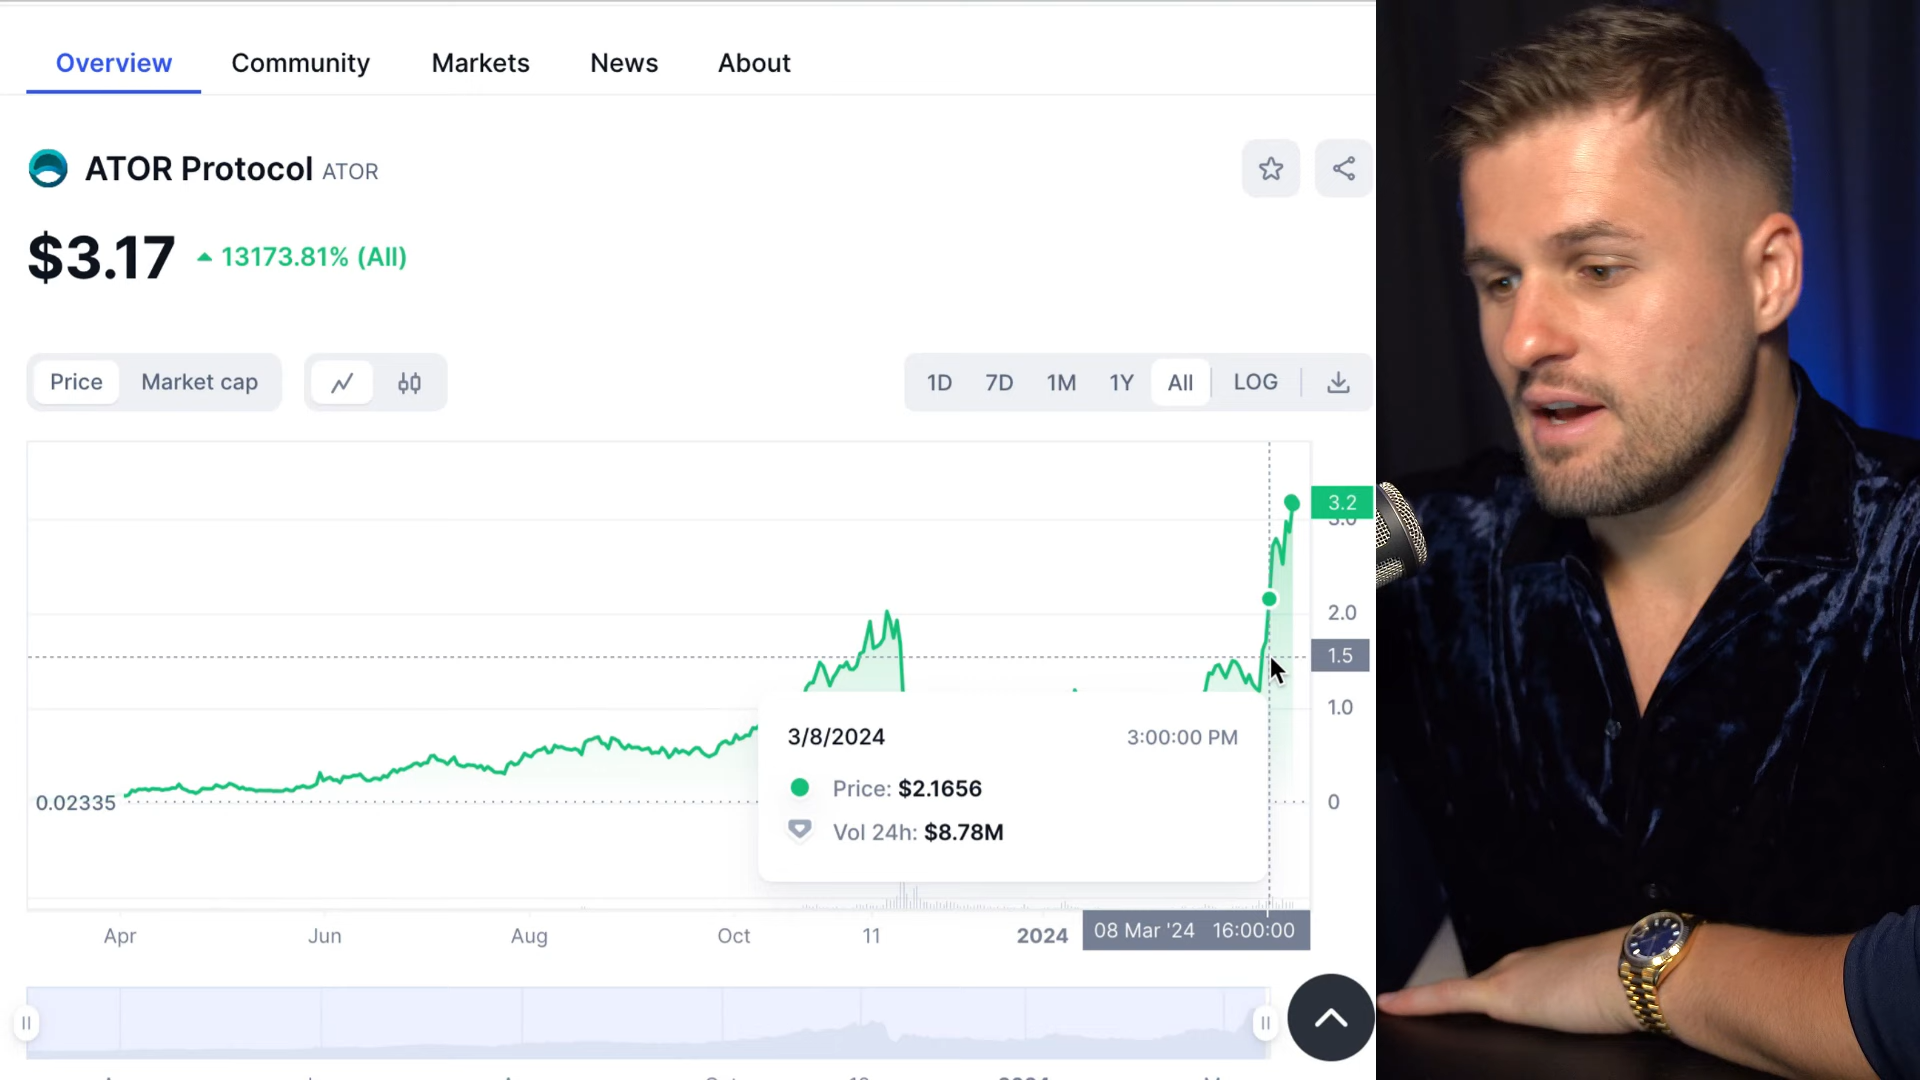 Overview Community Markets News About
ATOR Protocol ATOR
$3.17 13173.81% (All)
Price Market cap 1D 7D 1M 1Y All LOG
3.2
3.0
2.0
1.5
1.0
3/8/2024 3:00:00 PM
Price: $2.1656
0.02335 0
Vol 24h: $8.78M
Apr Jun Aug Oct 11 2024 08 Mar '24 16:00:00